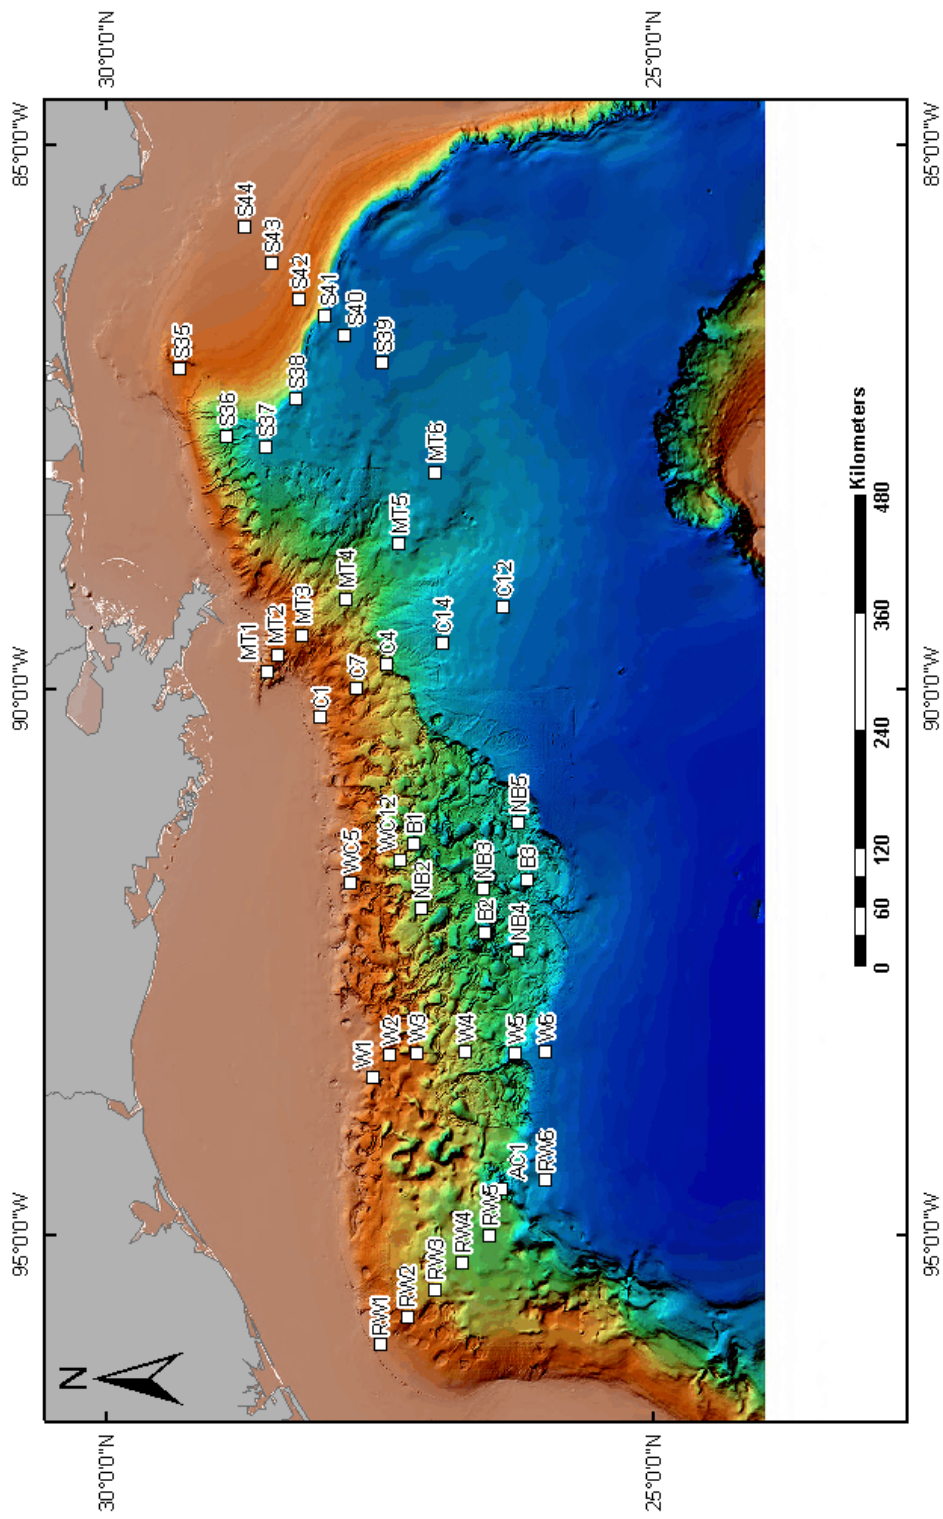 95°0'0"W
90°0'0"W
85°0'0"W
30°0'0"N
30°0'0"N
N
S35
S44
S36
S43
MT1
S37
MT2
S42
S38
MT3
S41
C1
MT4
S40
WC5
C7
W1
S39
RW1
W2
WC12
C4
MT5
RW2
W3
NB2
B1
MT6
RW3
C14
RW4
W4
NB3
RW5
B2
C12
AC1
W5
NB4
B3
NB5
RW6
W6
25°0'0"N
25°0'0"N
Kilometers
0 60 120 240 360 480
95°0'0"W
90°0'0"W
85°0'0"W